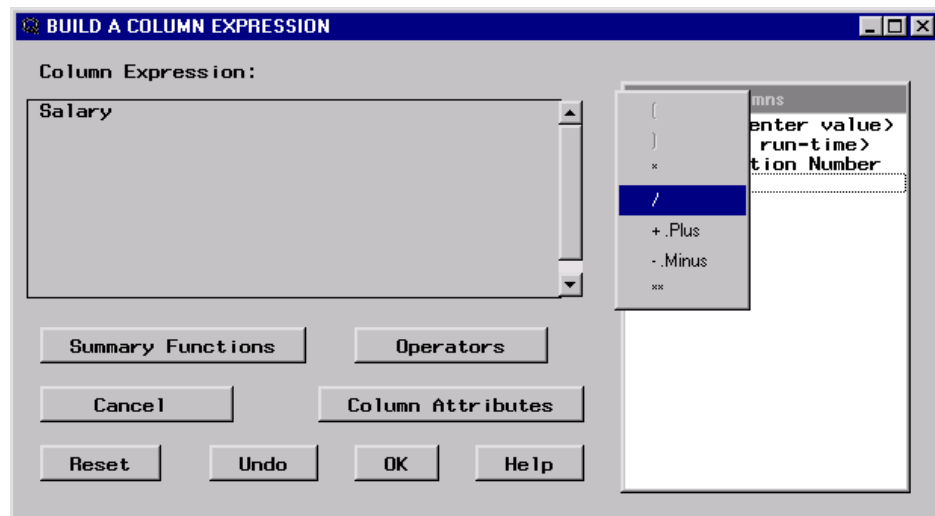 BUILD A COLUMN EXPRESSION
Column Expression:
Salary
mns
enter value>
run-time>
tion Number
(
)
*
/
+ .Plus
- .Minus
**
Summary Functions
Operators
Cancel
Column Attributes
Reset
Undo
OK
Help